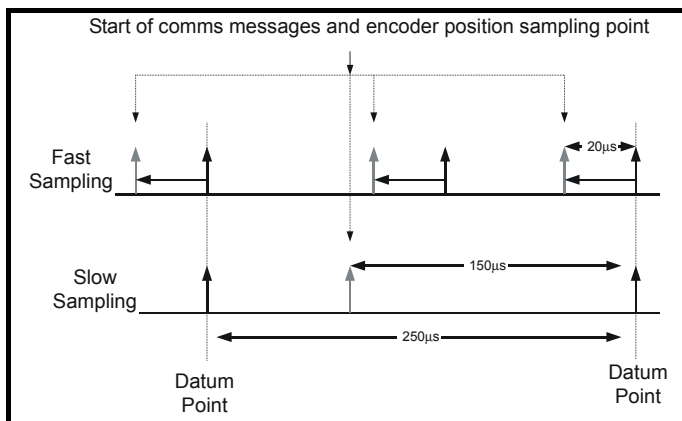 Start of comms messages and encoder position sampling point
Fast
Sampling
20µs
Slow
Sampling
150µs
250µs
Datum
Point
Datum
Point